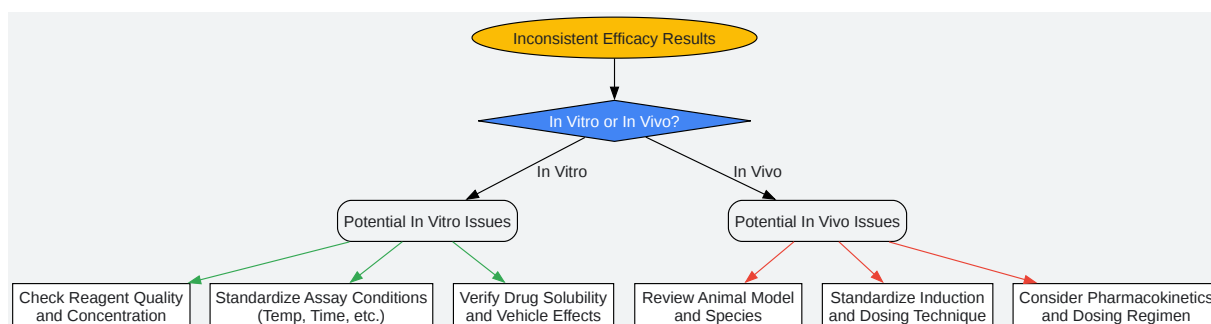 Inconsistent Efficacy Results
In Vitro or In Vivo?
In Vitro
In Vivo
Potential In Vitro Issues
Potential In Vivo Issues
Check Reagent Quality
and Concentration
Standardize Assay Conditions
(Temp, Time, etc.)
Verify Drug Solubility
and Vehicle Effects
Review Animal Model
and Species
Standardize Induction
and Dosing Technique
Consider Pharmacokinetics
and Dosing Regimen